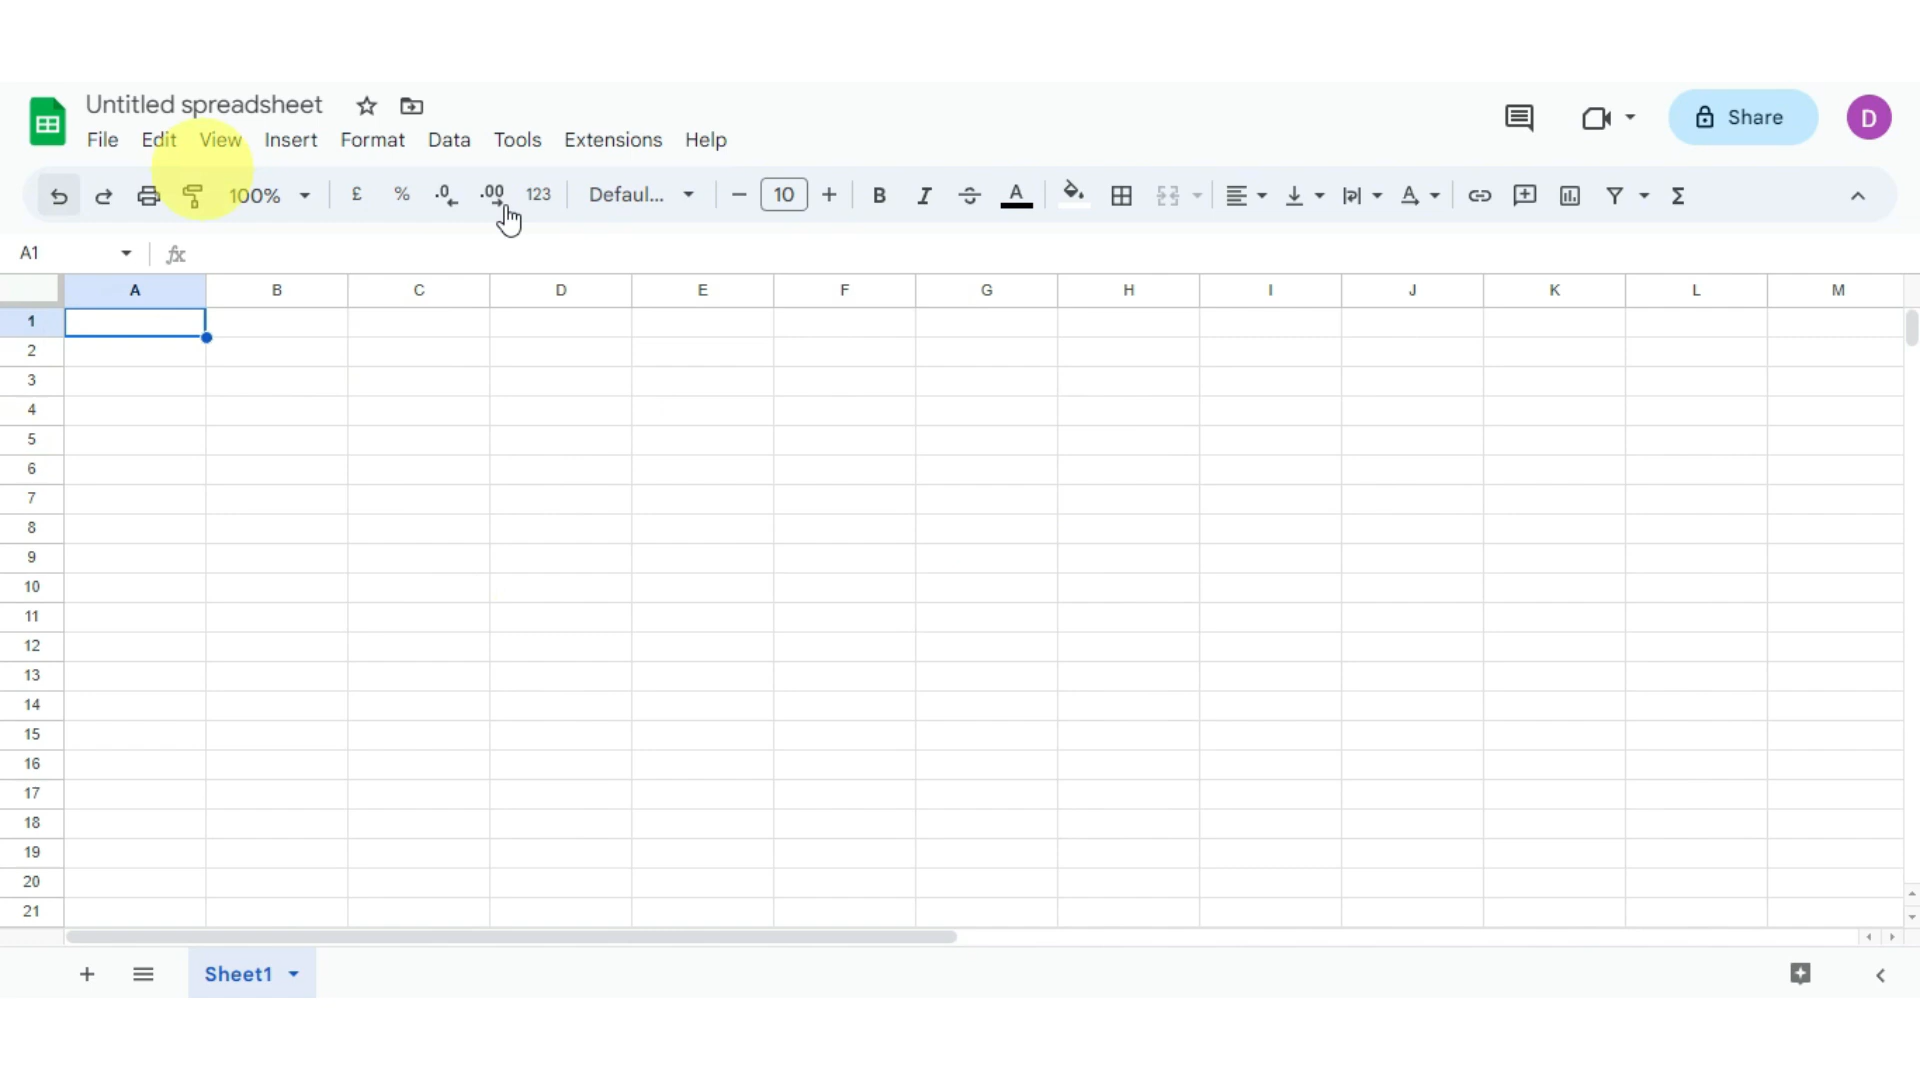 Untitled spreadsheet
File Edit View Insert Format Data Tools Extensions Help
Share
D
100% £ % .0 .00 123 Defaul... 10 B I S A A Σ
A1 fx
A B C D E F G H I J K L M
1
2
3
4
5
6
7
8
9
10
11
12
13
14
15
16
17
18
19
20
21
Sheet1